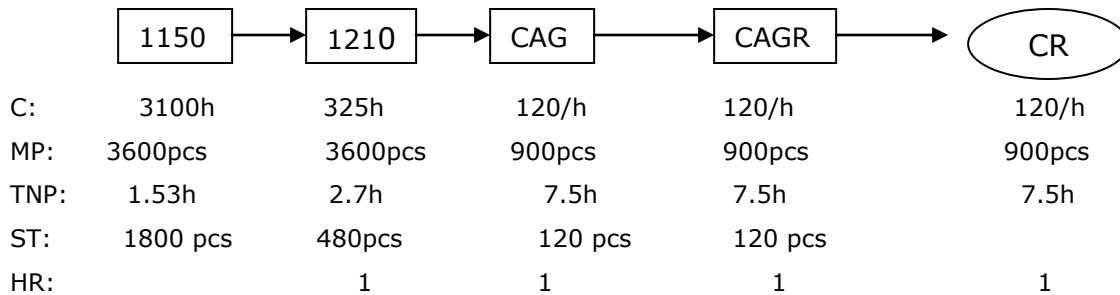 1150 1210 CAG CAGR CR
C: 3100h 325h 120/h 120/h 120/h
MP: 3600pcs 3600pcs 900pcs 900pcs 900pcs
TNP: 1.53h 2.7h 7.5h 7.5h 7.5h
ST: 1800 pcs 480pcs 120 pcs 120 pcs
HR: 1 1 1 1